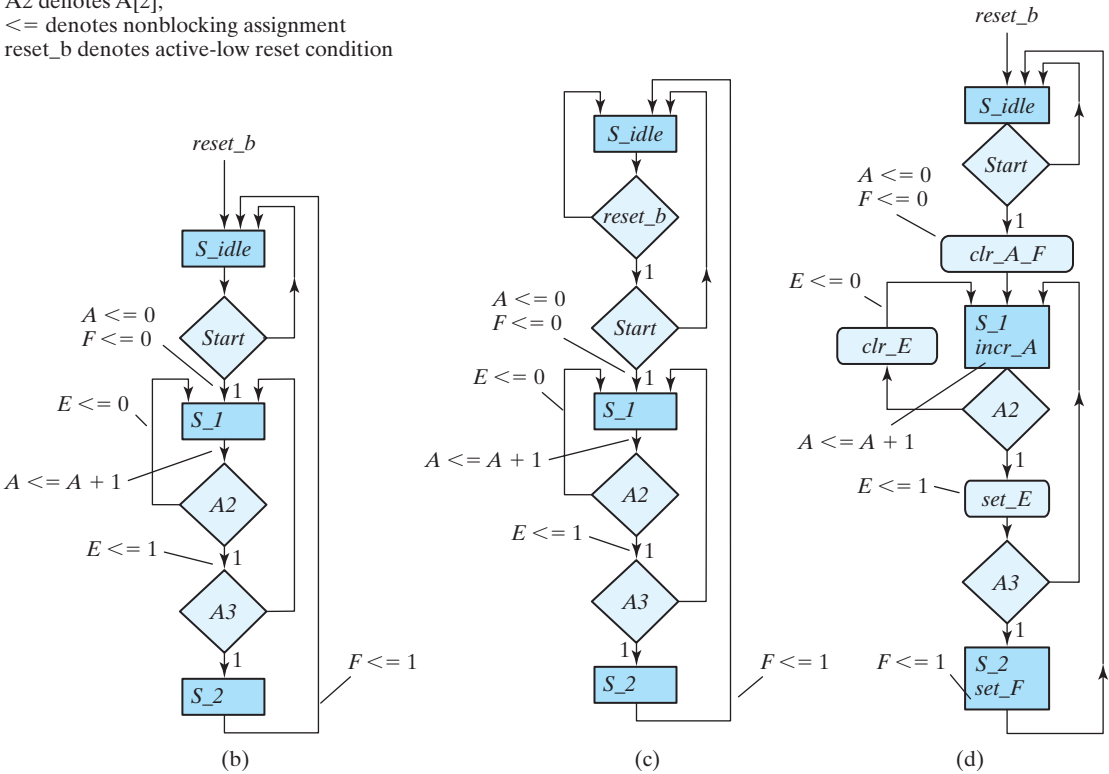 A2 denotes A[2],
<= denotes nonblocking assignment
reset_b denotes active-low reset condition
reset_b
S_idle
Start
A <= 0
F <= 0
1
S_1
E <= 0
A <= A + 1
A2
E <= 1
1
A3
1
S_2
F <= 1
(b)
S_idle
reset_b
1
A <= 0
F <= 0
Start
1
E <= 0
S_1
A <= A + 1
A2
E <= 1
1
A3
1
S_2
F <= 1
(c)
reset_b
S_idle
Start
A <= 0
F <= 0
1
clr_A_F
E <= 0
S_1
incr_A
clr_E
A2
A <= A + 1
1
E <= 1
set_E
A3
1
F <= 1
S_2
set_F
(d)